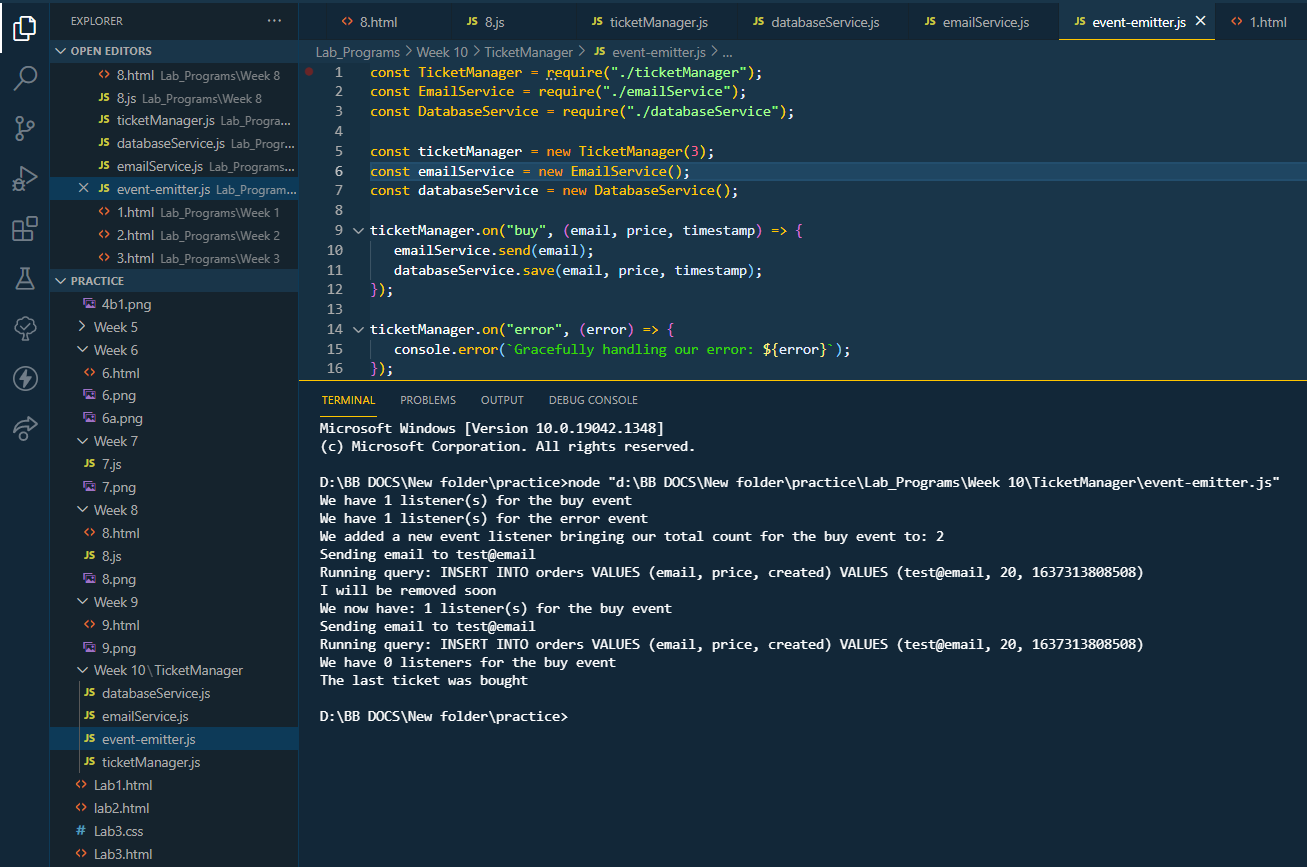 EXPLORER
...
OPEN EDITORS
8.html Lab_Programs\Week 8
8.js Lab_Programs\Week 8
ticketManager.js Lab_Progra...
databaseService.js Lab_Progr...
emailService.js Lab_Programs...
event-emitter.js Lab_Program...
1.html Lab_Programs\Week 1
2.html Lab_Programs\Week 2
3.html Lab_Programs\Week 3
PRACTICE
4b1.png
Week 5
Week 6
6.html
6.png
6a.png
Week 7
JS 7.js
7.png
Week 8
8.html
JS 8.js
8.png
Week 9
9.html
9.png
Week 10\TicketManager
JS databaseService.js
JS emailService.js
JS event-emitter.js
JS ticketManager.js
Lab1.html
lab2.html
# Lab3.css
Lab3.html
8.html JS 8.js JS ticketManager.js JS databaseService.js JS emailService.js JS event-emitter.js 1.html
Lab_Programs > Week 10 > TicketManager > JS event-emitter.js > ...
1 const TicketManager = require("./ticketManager");
2 const EmailService = require("./emailService");
3 const DatabaseService = require("./databaseService");
4
5 const ticketManager = new TicketManager(3);
6 const emailService = new EmailService();
7 const databaseService = new DatabaseService();
8
9 ticketManager.on("buy", (email, price, timestamp) => {
10 emailService.send(email);
11 databaseService.save(email, price, timestamp);
12 });
13
14 ticketManager.on("error", (error) => {
15 console.error(`Gracefully handling our error: ${error}`);
16 });
TERMINAL PROBLEMS OUTPUT DEBUG CONSOLE
Microsoft Windows [Version 10.0.19042.1348]
(c) Microsoft Corporation. All rights reserved.
D:\BB DOCS\New folder\practice>node "d:\BB DOCS\New folder\practice\Lab_Programs\Week 10\TicketManager\event-emitter.js"
We have 1 listener(s) for the buy event
We have 1 listener(s) for the error event
We added a new event listener bringing our total count for the buy event to: 2
Sending email to test@email
Running query: INSERT INTO orders VALUES (email, price, created) VALUES (test@email, 20, 1637313808508)
I will be removed soon
We now have: 1 listener(s) for the buy event
Sending email to test@email
Running query: INSERT INTO orders VALUES (email, price, created) VALUES (test@email, 20, 1637313808508)
We have 0 listeners for the buy event
The last ticket was bought
D:\BB DOCS\New folder\practice>